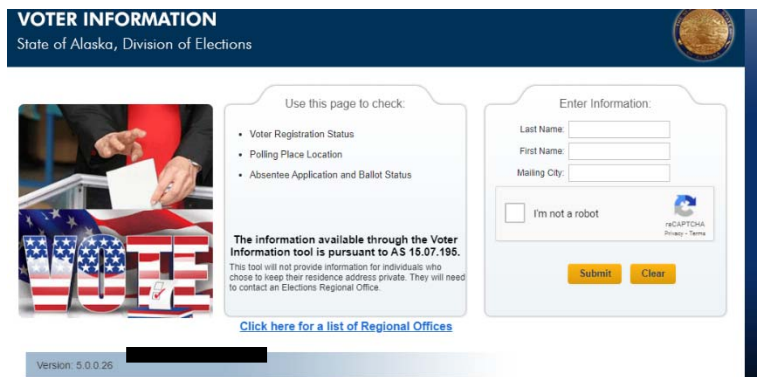 VOTER INFORMATION
State of Alaska, Division of Elections
VOTE
Use this page to check:
• Voter Registration Status
• Polling Place Location
• Absentee Application and Ballot Status
The information available through the Voter
Information tool is pursuant to AS 15.07.195.
This tool will not provide information for individuals who
chose to keep their residence address private. They will need
to contact an Elections Regional Office.
Click here for a list of Regional Offices
Enter Information:
Last Name:
First Name:
Mailing City:
I'm not a robot
reCAPTCHA
Privacy - Terms
Submit Clear
Version: 5.0.0.26